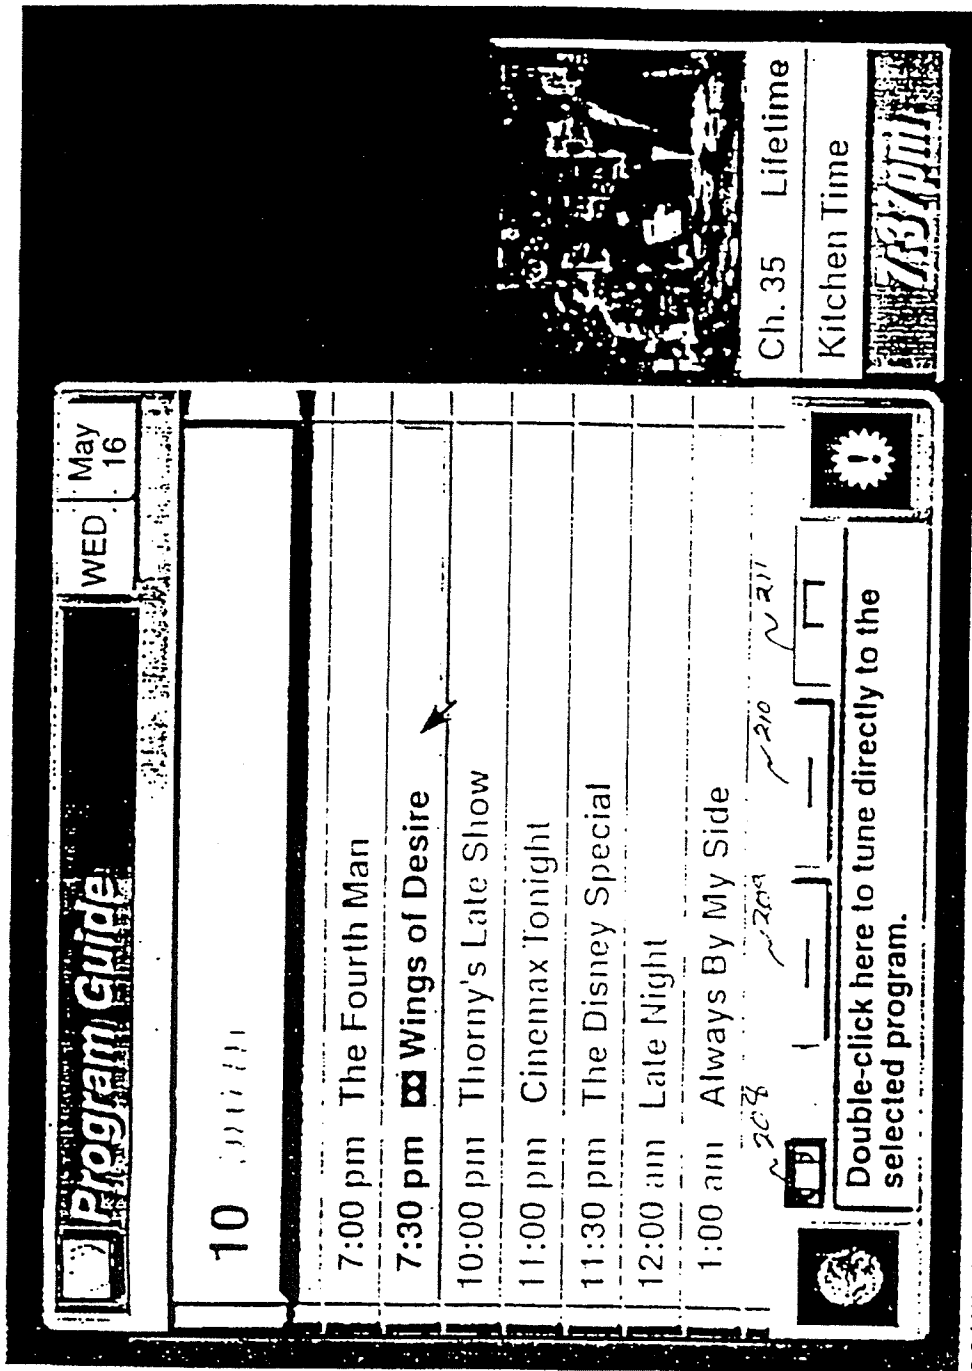 Program Guide
WED May 16
10
7:00 pm The Fourth Man
7:30 pm Wings of Desire
10:00 pm Thorny's Late Show
11:00 pm Cinemax Tonight
11:30 pm The Disney Special
12:00 am Late Night
1:00 am Always By My Side
208 209 210 211
Double-click here to tune directly to the
selected program.
Ch. 35 Lifetime
Kitchen Time
7:37pm